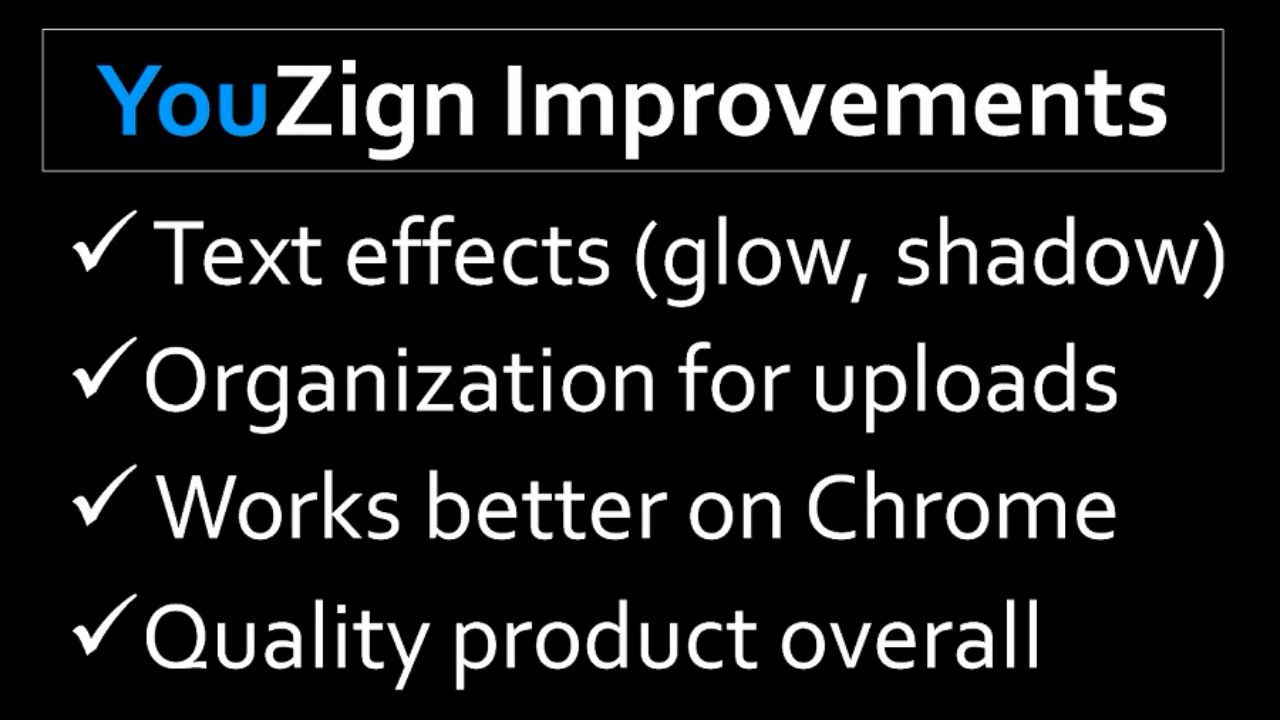 YouZign Improvements
✓ Text effects (glow, shadow)
✓ Organization for uploads
✓ Works better on Chrome
✓ Quality product overall